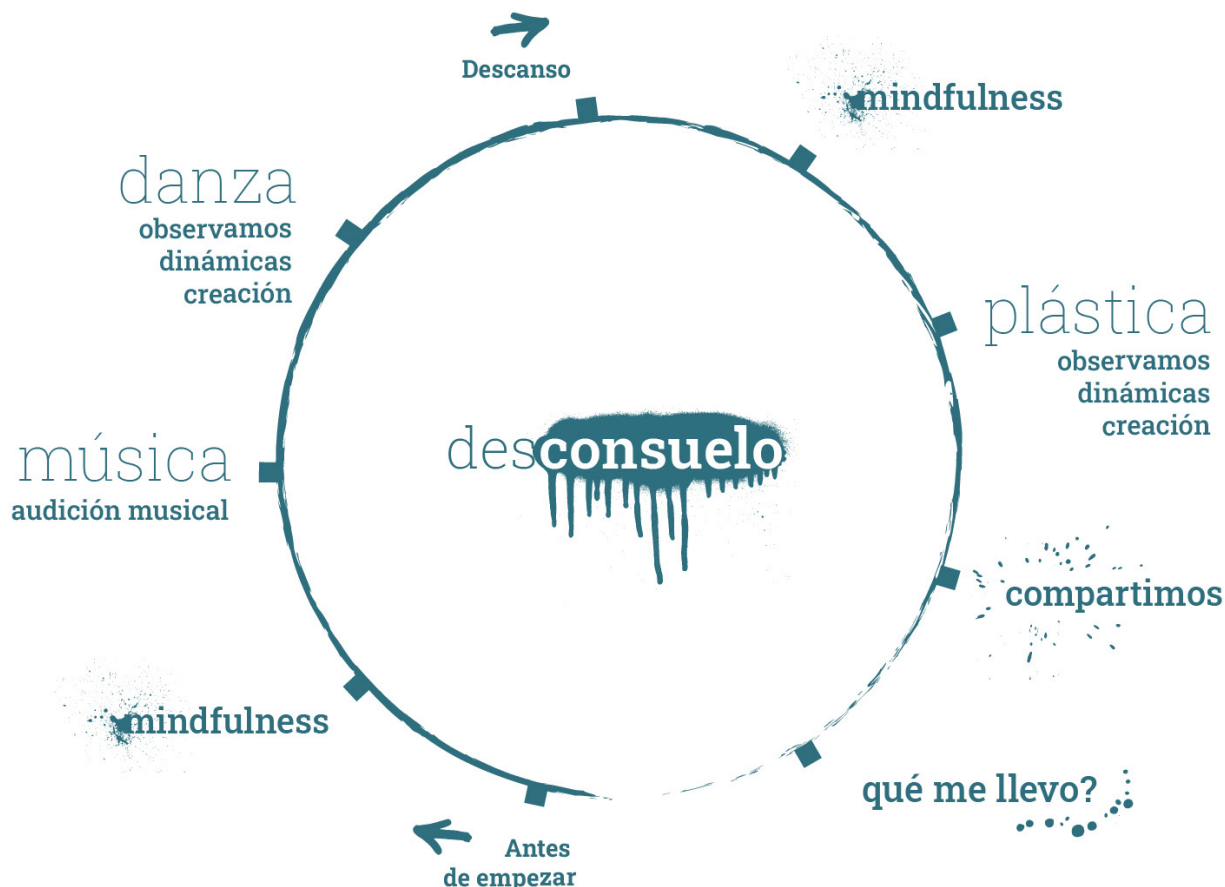 Descanso
mindfulness
danza
observamos
dinámicas
creación
plástica
observamos
dinámicas
creación
música
audición musical
desconsuelo
compartimos
mindfulness
qué me llevo?
Antes
de empezar